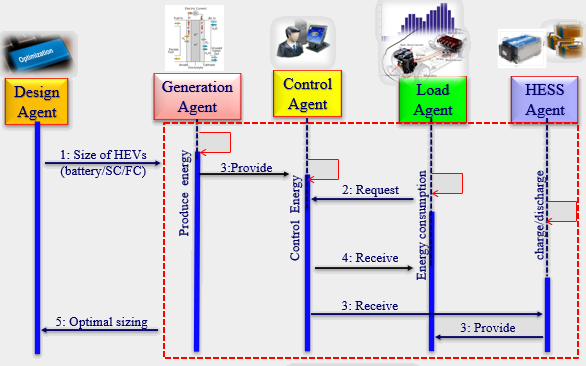 Optimization
Design
Agent
Generation
Agent
Control
Agent
Load
Agent
HESS
Agent
1: Size of HEVs
(battery/SC/FC)
3:Provide
2: Request
4: Receive
3: Receive
3: Provide
5: Optimal sizing
Produce energy
Control Energy
Energy consumption
charge/discharge